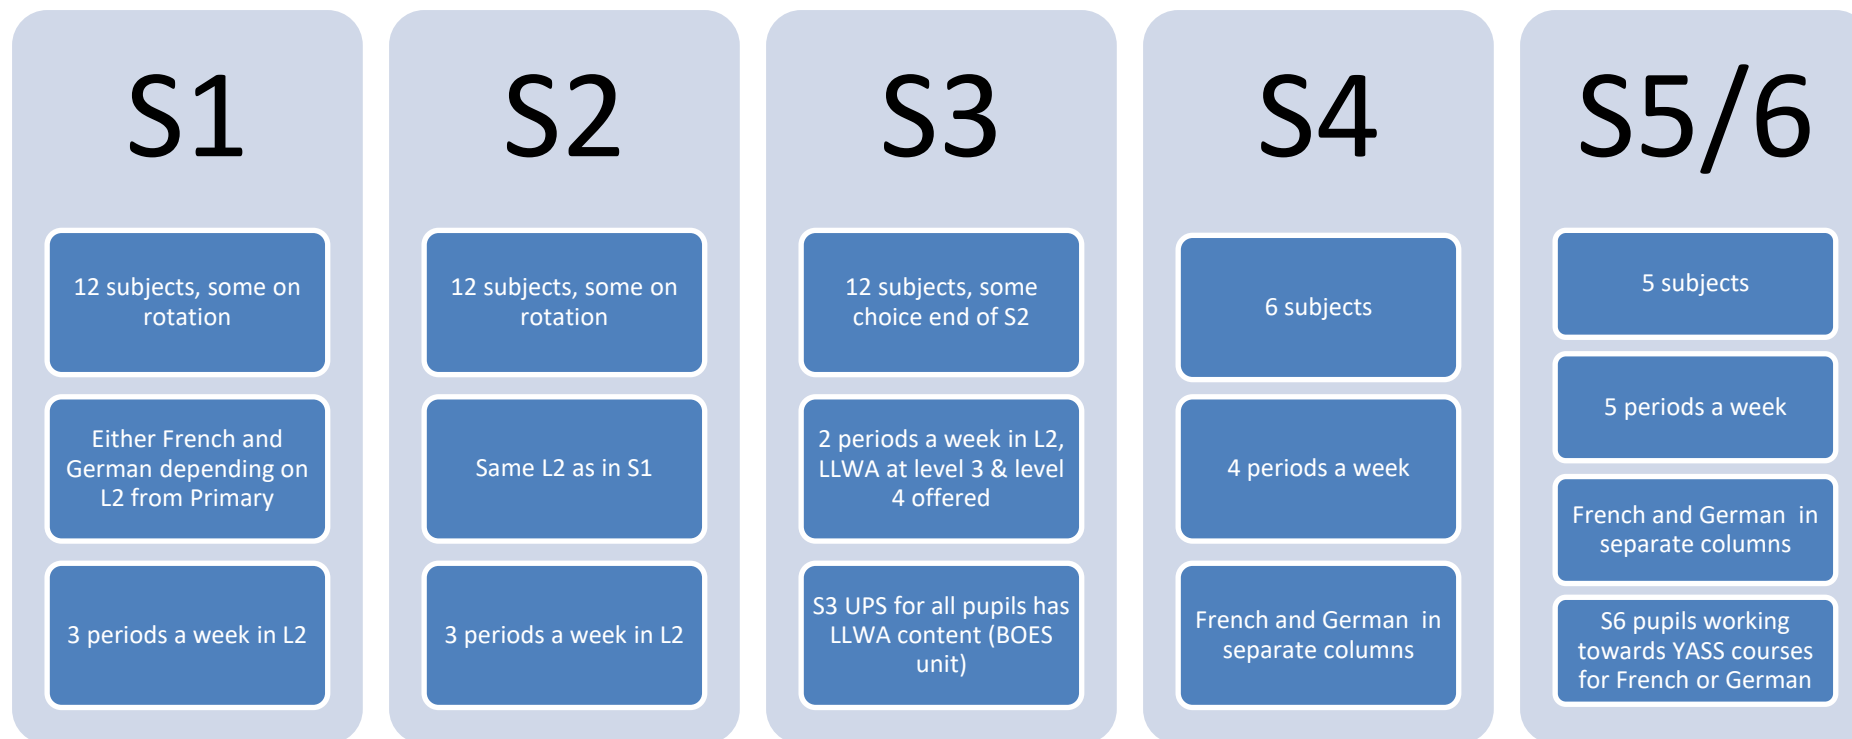 S1
12 subjects, some on
rotation
Either French and
German depending on
L2 from Primary
3 periods a week in L2
S2
12 subjects, some on
rotation
Same L2 as in S1
3 periods a week in L2
S3
12 subjects, some
choice end of S2
2 periods a week in L2,
LLWA at level 3 & level
4 offered
S3 UPS for all pupils has
LLWA content (BOES
unit)
S4
6 subjects
4 periods a week
French and German in
separate columns
S5/6
5 subjects
5 periods a week
French and German in
separate columns
S6 pupils working
towards YASS courses
for French or German